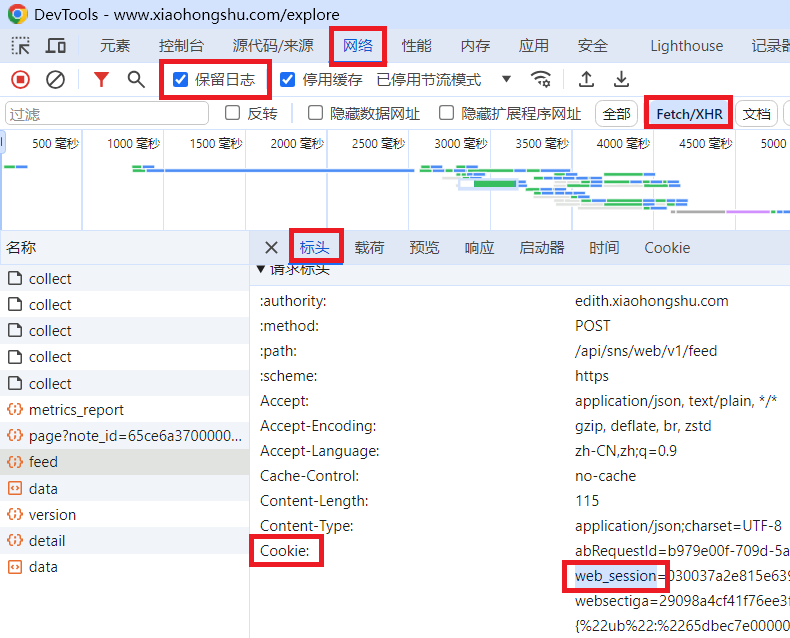 DevTools - www.xiaohongshu.com/explore
元素 控制台 源代码/来源 网络 性能 内存 应用 安全 Lighthouse 记录器
保留日志 停用缓存 已停用节流模式
过滤 反转 隐藏数据网址 隐藏扩展程序网址 全部 Fetch/XHR 文档
500 毫秒 1000 毫秒 1500 毫秒 2000 毫秒 2500 毫秒 3000 毫秒 3500 毫秒 4000 毫秒 4500 毫秒 5000
名称 标头 载荷 预览 响应 启动器 时间 Cookie
请求标头
collect
:authority: edith.xiaohongshu.com
collect
:method: POST
collect
:path: /api/sns/web/v1/feed
collect
:scheme: https
collect
Accept: application/json, text/plain, */*
metrics_report
Accept-Encoding: gzip, deflate, br, zstd
page?note_id=65ce6a3700000...
Accept-Language: zh-CN,zh;q=0.9
feed
Cache-Control: no-cache
data
Content-Length: 115
version
Content-Type: application/json;charset=UTF-8
detail
Cookie: abRequestId=b979e00f-709d-5a
data
web_session=030037a2e815e639
websectiga=29098a4cf41f76ee3f
{%22ub%22:%2265dbec7e00000